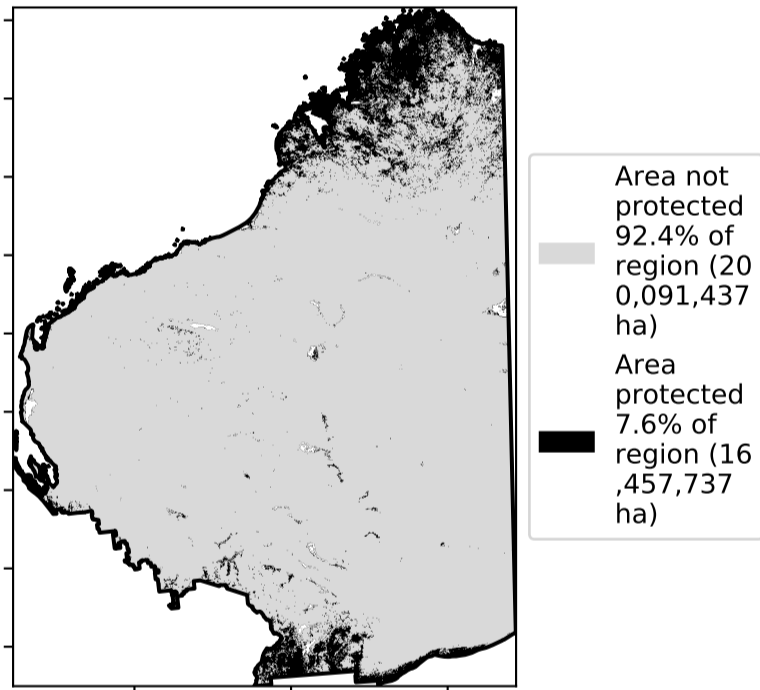 Area not
protected
92.4% of
region (20
0,091,437
ha)
Area
protected
7.6% of
region (16
,457,737
ha)